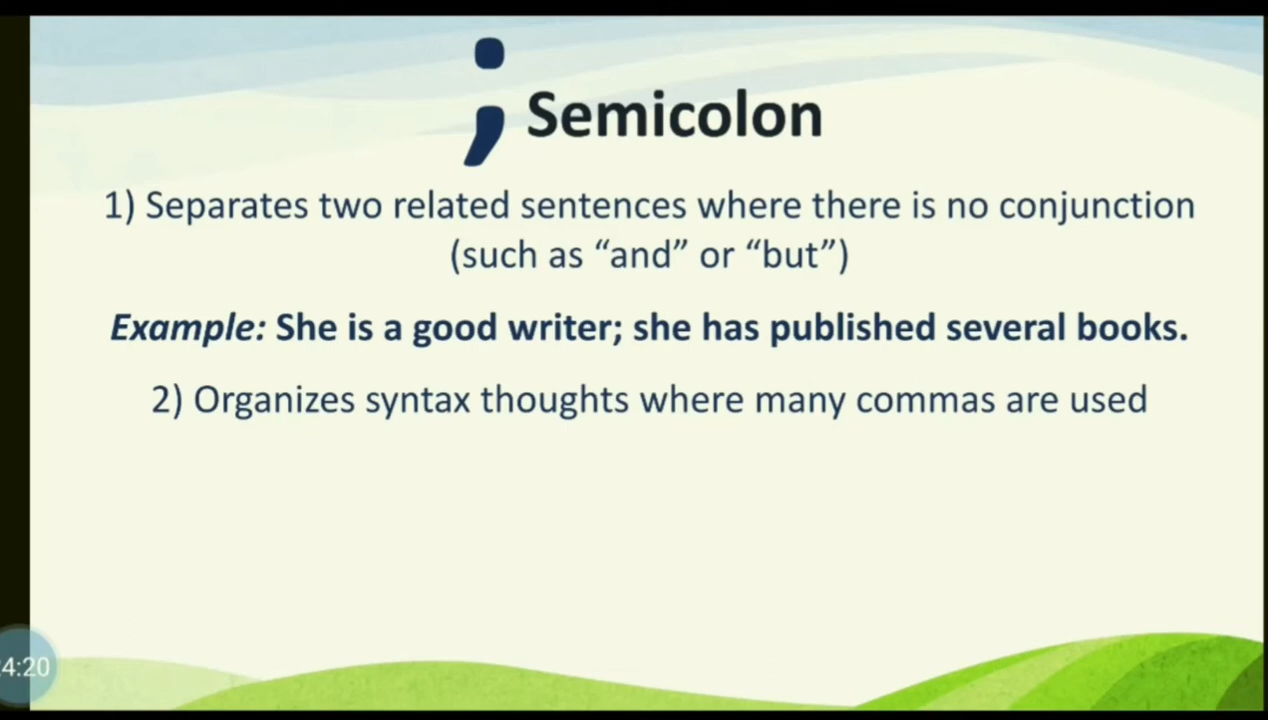 ; Semicolon
1) Separates two related sentences where there is no conjunction
(such as “and” or “but”)
Example: She is a good writer; she has published several books.
2) Organizes syntax thoughts where many commas are used
4:20